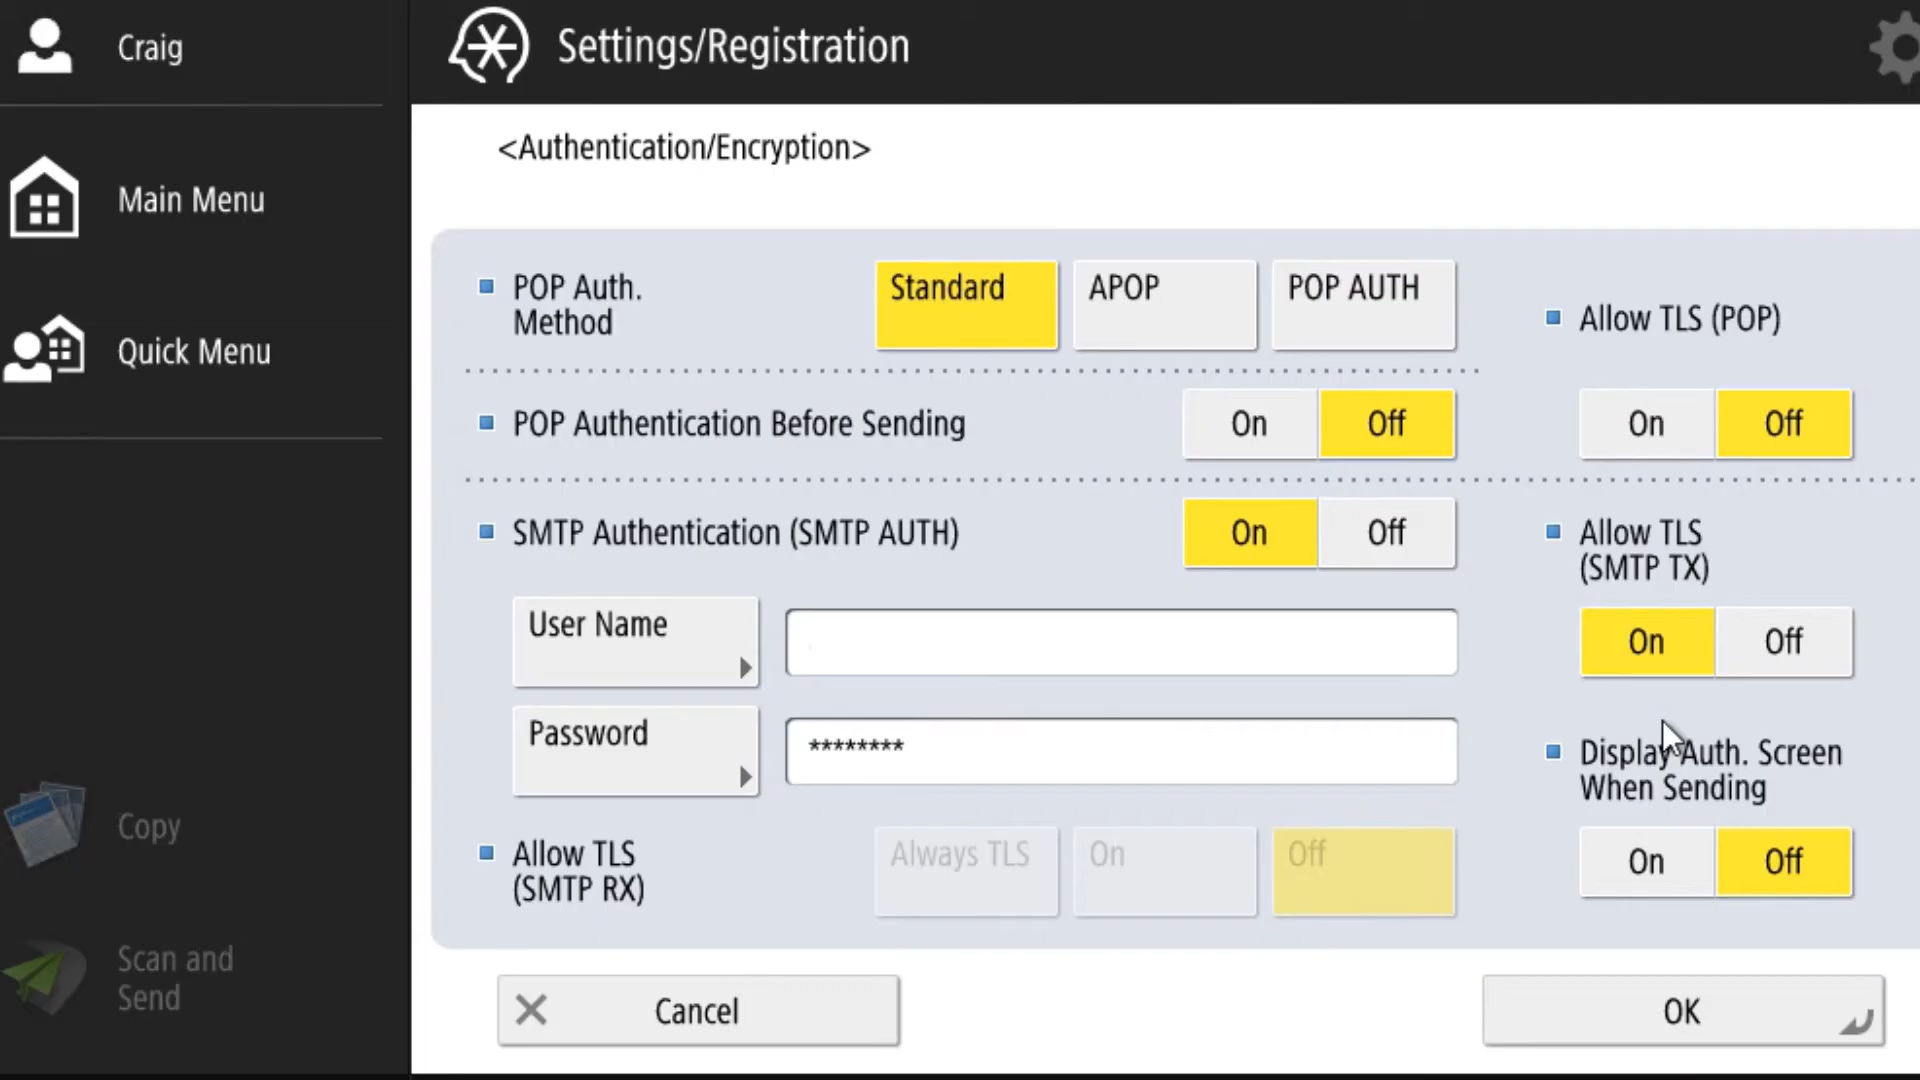 Craig
Settings/Registration
Main Menu
Quick Menu
Copy
Scan and
Send
<Authentication/Encryption>
POP Auth.
Method
Standard
APOP
POP AUTH
Allow TLS (POP)
POP Authentication Before Sending
On
Off
On
Off
SMTP Authentication (SMTP AUTH)
On
Off
Allow TLS
(SMTP TX)
User Name
On
Off
Password
********
Display Auth. Screen
When Sending
Allow TLS
(SMTP RX)
Always TLS
On
Off
On
Off
Cancel
OK